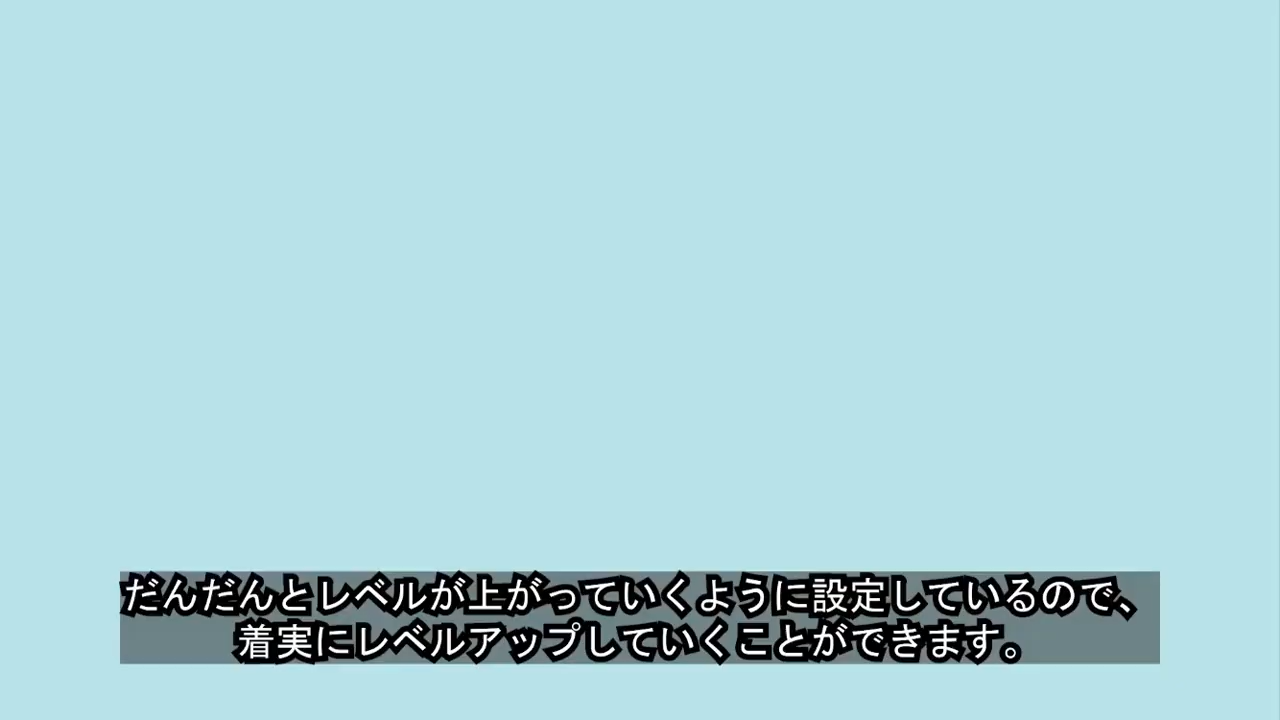 だんだんとレベルが上がっていくように設定しているので、
着実にレベルアップしていくことができます。